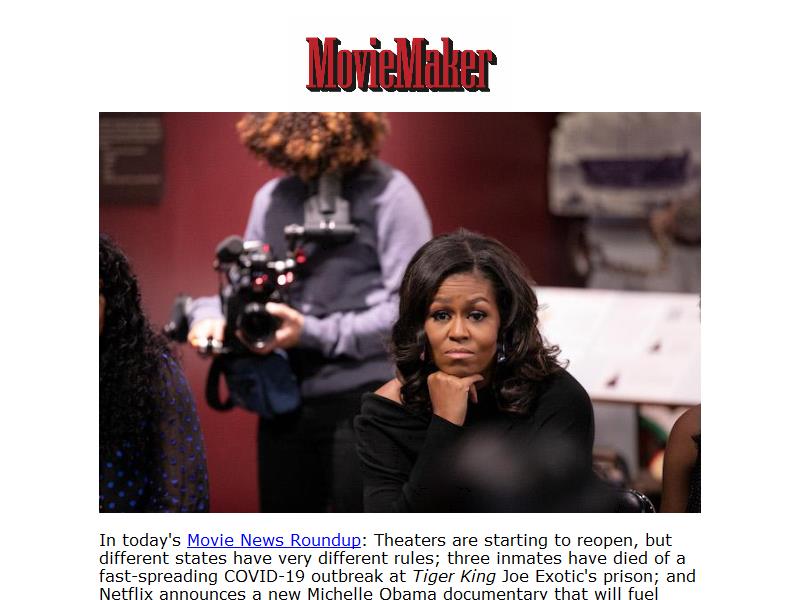 MovieMaker
In today's Movie News Roundup: Theaters are starting to reopen, but
different states have very different rules; three inmates have died of a
fast-spreading COVID-19 outbreak at Tiger King Joe Exotic's prison; and
Netflix announces a new Michelle Obama documentary that will fuel